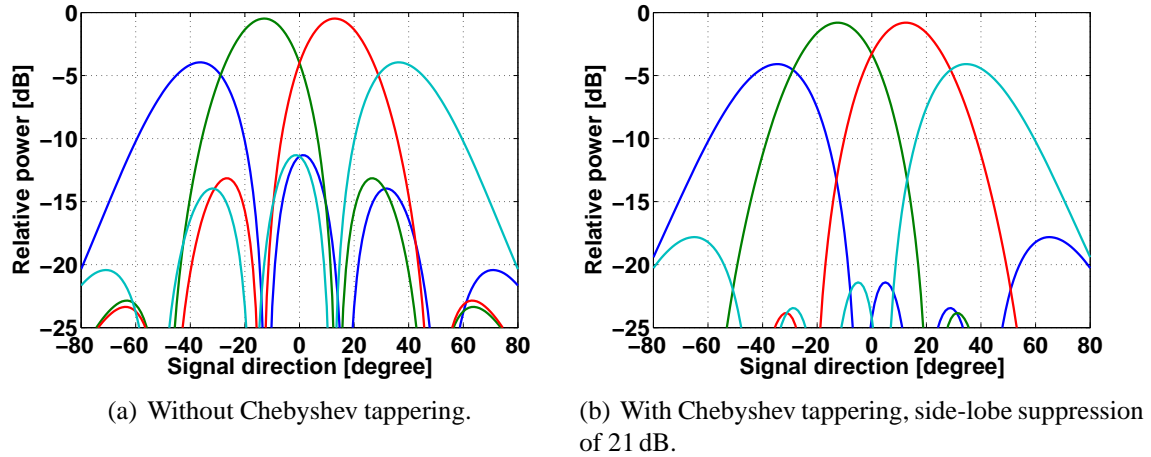 0
−5
−10
−15
−20
−25
−80 −60 −40 −20 0 20 40 60 80
Relative power [dB]
Signal direction [degree]
(a) Without Chebyshev tappering.
0
−5
−10
−15
−20
−25
−80 −60 −40 −20 0 20 40 60 80
Relative power [dB]
Signal direction [degree]
(b) With Chebyshev tappering, side-lobe suppression
of 21 dB.